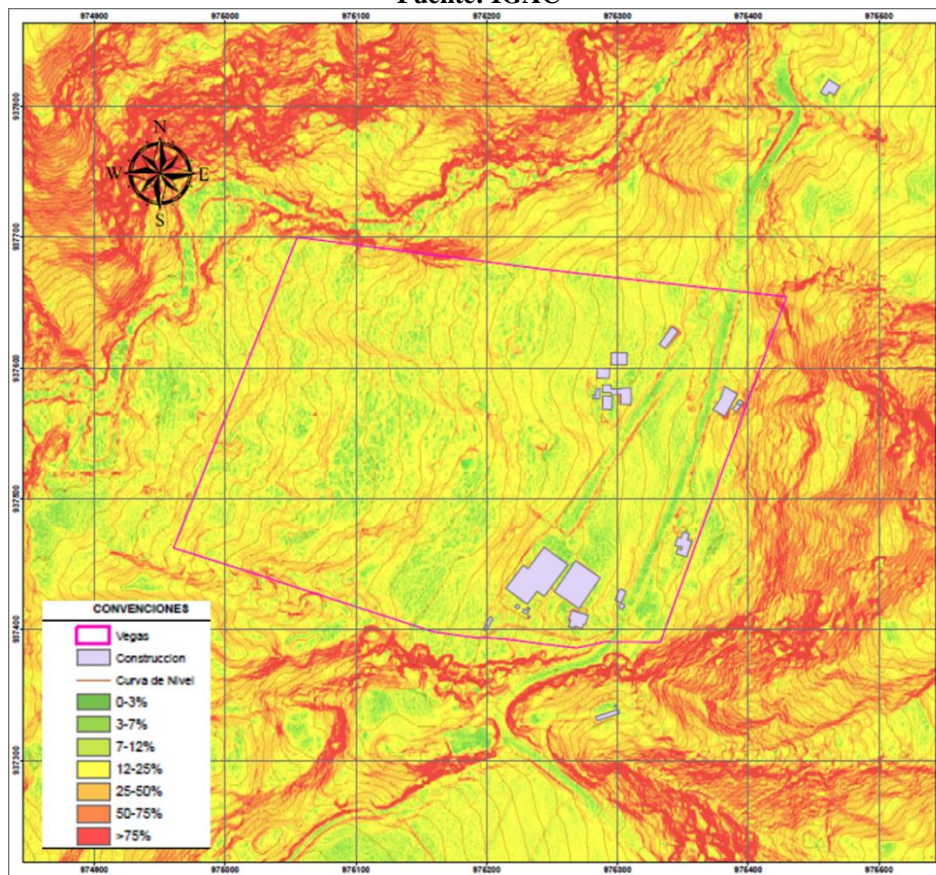 Fuente: IGAC
974900 975000 975100 975200 975300 975400 975500
937800
N
W E
S
937700
937600
937500
937400
CONVENCIONES
Vegas
Construccion
Curva de Nivel
0-3%
3-7%
7-12%
12-25%
25-50%
50-75%
>75%
937300
974900 975000 975100 975200 975300 975400 975500